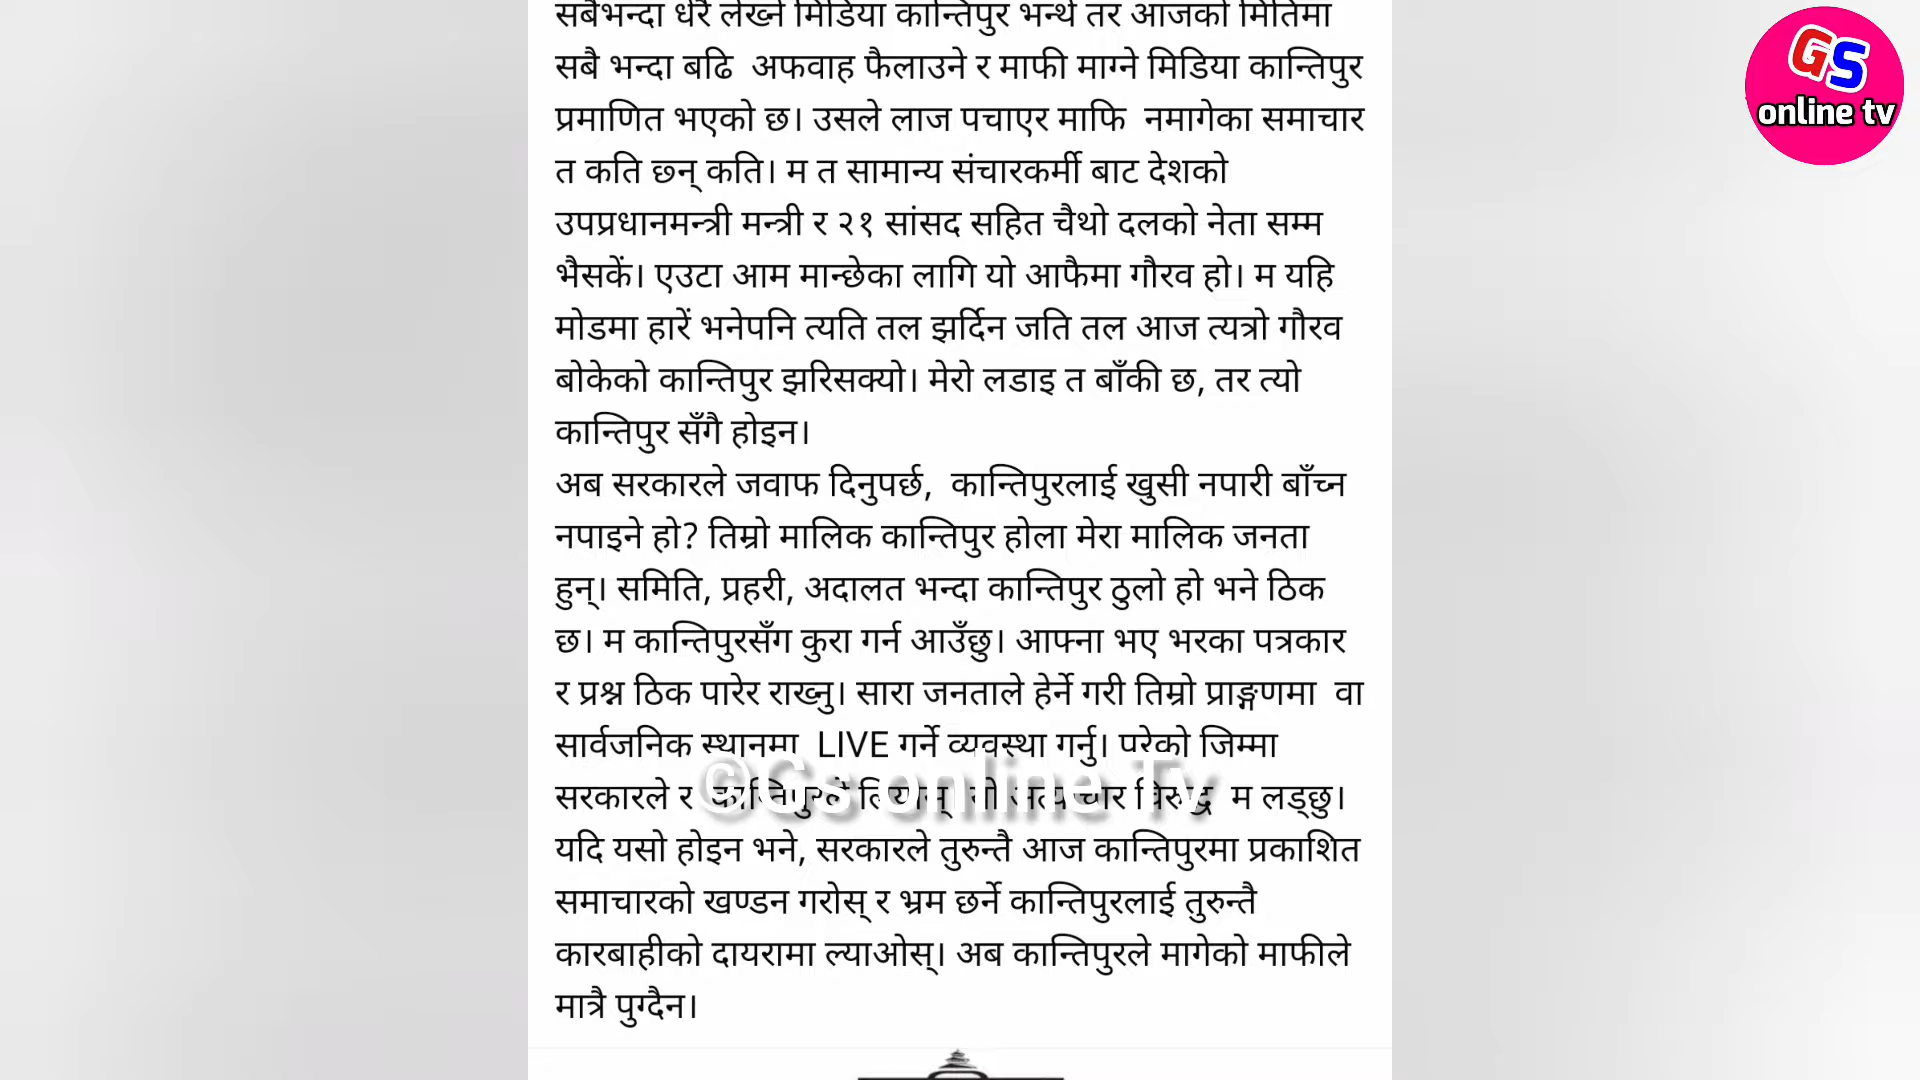 सबैभन्दा धेरै लेख्ने मिडिया कान्तिपुर भन्थे तर आजको मितिमा
सबै भन्दा बढि अफवाह फैलाउने र माफी माग्ने मिडिया कान्तिपुर
प्रमाणित भएको छ। उसले लाज पचाएर माफि नमागेका समाचार
त कति छन् कति। म त सामान्य संचारकर्मी बाट देशको
उपप्रधानमन्त्री मन्त्री र २१ सांसद सहित चैथो दलको नेता सम्म
भैसकें। एउटा आम मान्छेका लागि यो आफैमा गौरव हो। म यहि
मोडमा हारें भनेपनि त्यति तल झर्दिन जति तल आज त्यत्रो गौरव
बोकेको कान्तिपुर झरिसक्यो। मेरो लडाइ त बाँकी छ, तर त्यो
कान्तिपुर सँगै होइन।
अब सरकारले जवाफ दिनुपर्छ, कान्तिपुरलाई खुसी नपारी बाँच्न
नपाइने हो? तिम्रो मालिक कान्तिपुर होला मेरा मालिक जनता
हुन्। समिति, प्रहरी, अदालत भन्दा कान्तिपुर ठुलो हो भने ठिक
छ। म कान्तिपुरसँग कुरा गर्न आउँछु। आफ्ना भए भरका पत्रकार
र प्रश्न ठिक पारेर राख्नु। सारा जनताले हेर्ने गरी तिम्रो प्राङ्गणमा वा
सार्वजनिक स्थानमा LIVE गर्ने व्यवस्था गर्नु। परेको जिम्मा
सरकारले र कान्तिपुरले लियोस्। यो अत्याचार विरुद्ध म लड्छु।
यदि यसो होइन भने, सरकारले तुरुन्तै आज कान्तिपुरमा प्रकाशित
समाचारको खण्डन गरोस् र भ्रम छर्ने कान्तिपुरलाई तुरुन्तै
कारबाहीको दायरामा ल्याओस्। अब कान्तिपुरले मागेको माफीले
मात्रै पुग्दैन।
©Gs online Tv
GS
online tv